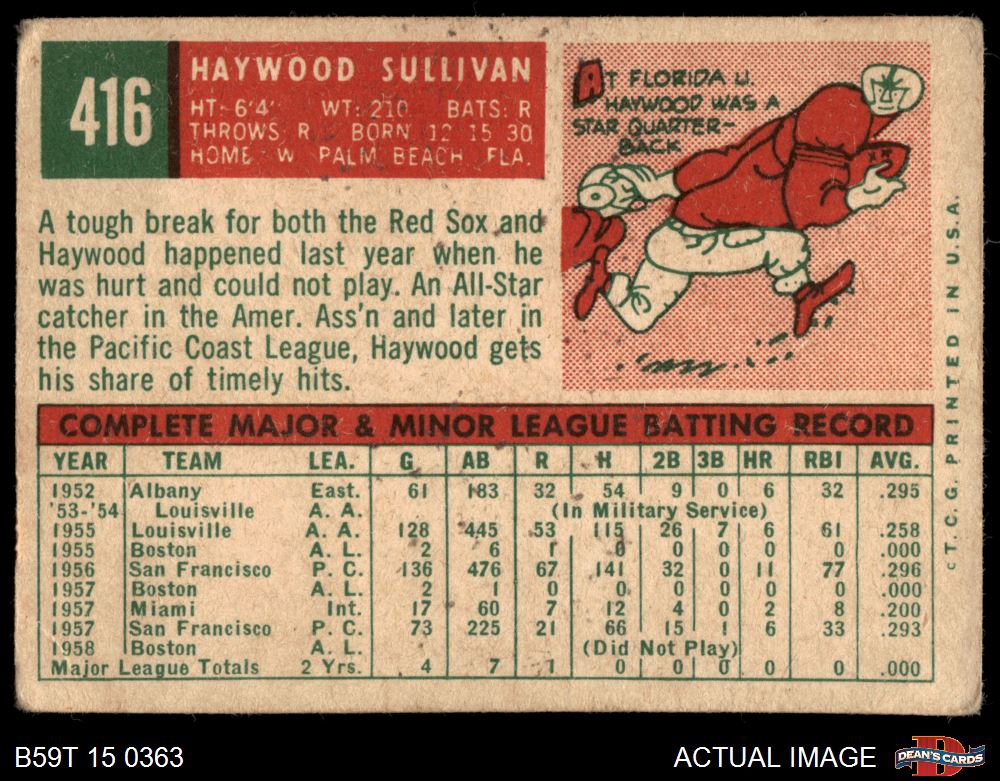 416
HAYWOOD SULLIVAN
HT: 6'4' WT: 210 BATS: R
THROWS: R BORN 12 15 30
HOME: W PALM BEACH, FLA.
AT FLORIDA U.
HAYWOOD WAS A
STAR QUARTER-
BACK
A tough break for both the Red Sox and
Haywood happened last year when he
was hurt and could not play. An All-Star
catcher in the Amer. Ass'n and later in
the Pacific Coast League, Haywood gets
his share of timely hits.
COMPLETE MAJOR & MINOR LEAGUE BATTING RECORD
YEAR TEAM LEA. G AB R H 2B 3B HR RBI AVG.
1952 Albany East. 61 183 32 54 9 0 6 32 .295
'53-'54 Louisville A. A. (In Military Service)
1955 Louisville A. A. 128 445 53 115 26 7 6 61 .258
1955 Boston A. L. 2 6 1 0 0 0 0 0 .000
1956 San Francisco P. C. 136 476 67 141 32 0 11 77 .296
1957 Boston A. L. 2 1 0 0 0 0 0 0 .000
1957 Miami Int. 17 60 7 12 4 0 2 8 .200
1957 San Francisco P. C. 73 225 21 66 15 1 6 33 .293
1958 Boston (Did Not Play)
Major League Totals 2 Yrs. 4 7 1 0 0 0 0 0 .000
© T. C. G. PRINTED IN U.S.A.
B59T 15 0363
ACTUAL IMAGE
D
DEAN'S CARDS